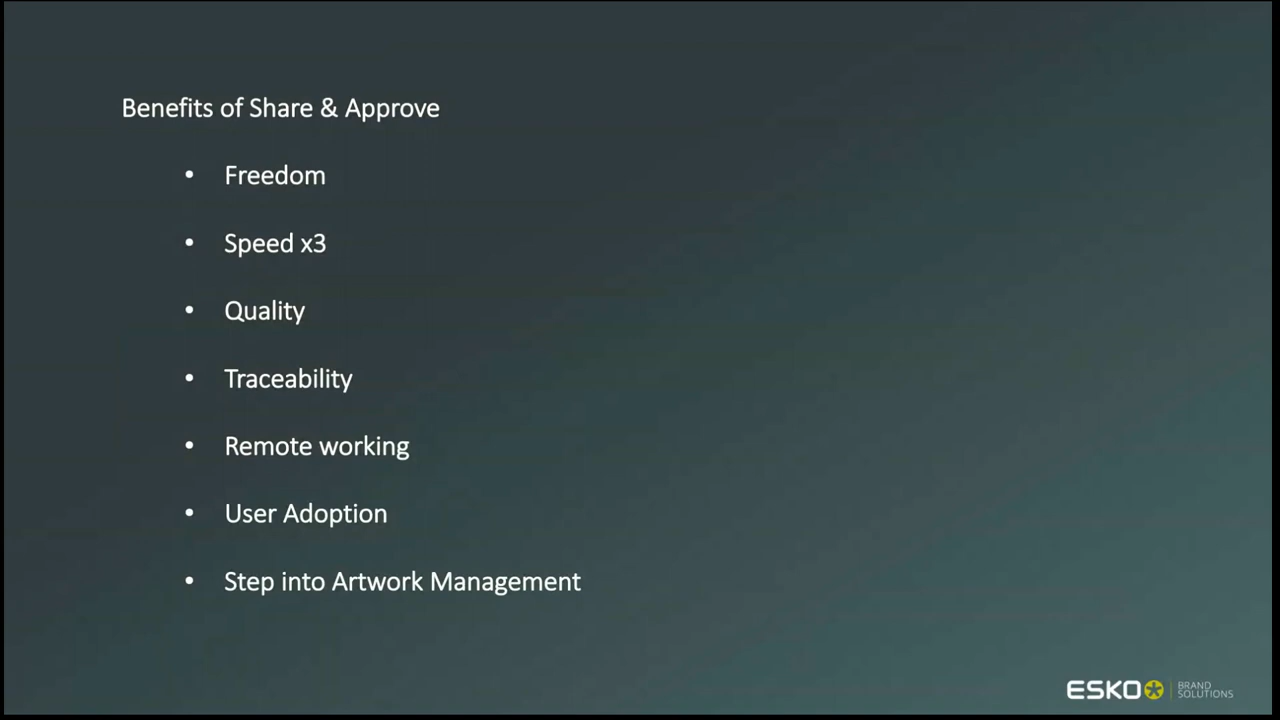 Benefits of Share & Approve
• Freedom
• Speed x3
• Quality
• Traceability
• Remote working
• User Adoption
• Step into Artwork Management
ESKO BRAND
SOLUTIONS